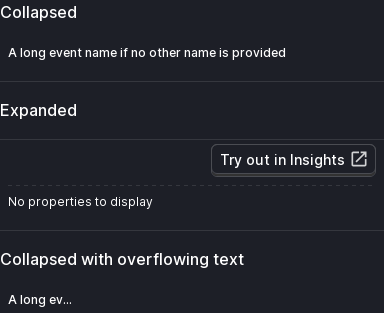 Collapsed
A long event name if no other name is provided
Expanded
Try out in Insights
No properties to display
Collapsed with overflowing text
A long ev...